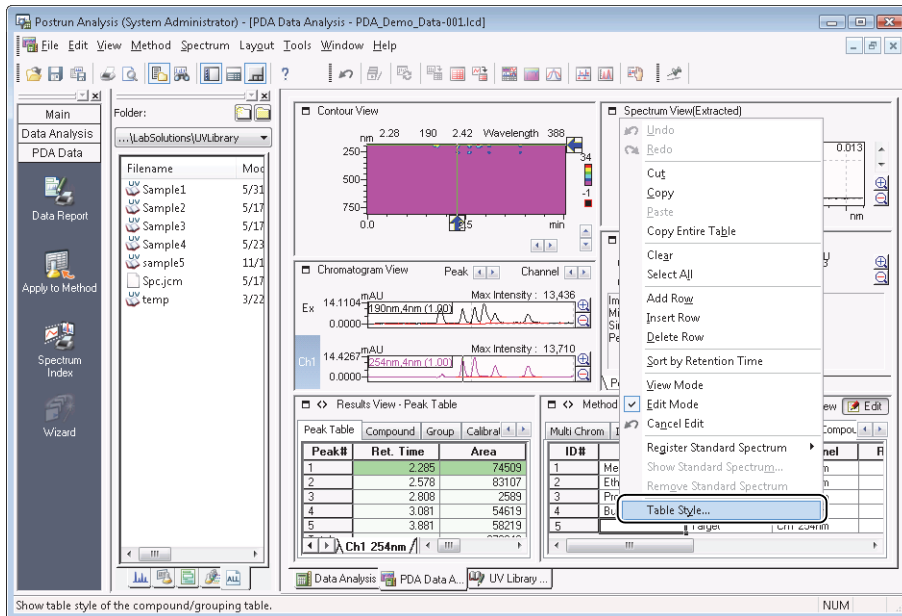 Postrun Analysis (System Administrator) - [PDA Data Analysis - PDA_Demo_Data-001.lcd]
File Edit View Method Spectrum Layout Tools Window Help
Main
Data Analysis
PDA Data
Data Report
Apply to Method
Spectrum
Index
Wizard
Folder:
...\LabSolutions\UVLibrary
Filename Mod
Sample1 5/31
Sample2 5/17
Sample3 5/17
Sample4 5/23
sample5 11/1
Spc.jcm 5/17
temp 3/22
ALL
Contour View
nm 2.28 190 2.42 Wavelength 388
250
500
750
0.0 min
34
-1
Chromatogram View Peak Channel
Ex 14.1104 mAU Max Intensity : 13,436
190nm,4nm (1.00)
0.0000
Ch1 14.4267 mAU Max Intensity : 13,710
254nm,4nm (1.00)
0.0000
Results View - Peak Table
Peak Table Compound Group Calibrat
Peak# Ret. Time Area
1 2.285 74509
2 2.578 83107
3 2.808 2589
4 3.081 54619
5 3.881 58219
Ch1 254nm
Spectrum View(Extracted)
0.013
nm
Undo
Redo
Cut
Copy
Paste
Copy Entire Table
Clear
Select All
Add Row
Insert Row
Delete Row
Sort by Retention Time
View Mode
Edit Mode
Cancel Edit
Register Standard Spectrum
Show Standard Spectrum...
Remove Standard Spectrum
Table Style...
Method
ew Edit
Multi Chrom
Compou
ID# nel
1 Me
2 Eth
3 Pro
4 Bu
5 Target Ch1 254nm
Data Analysis PDA Data A... UV Library ...
Show table style of the compound/grouping table. NUM